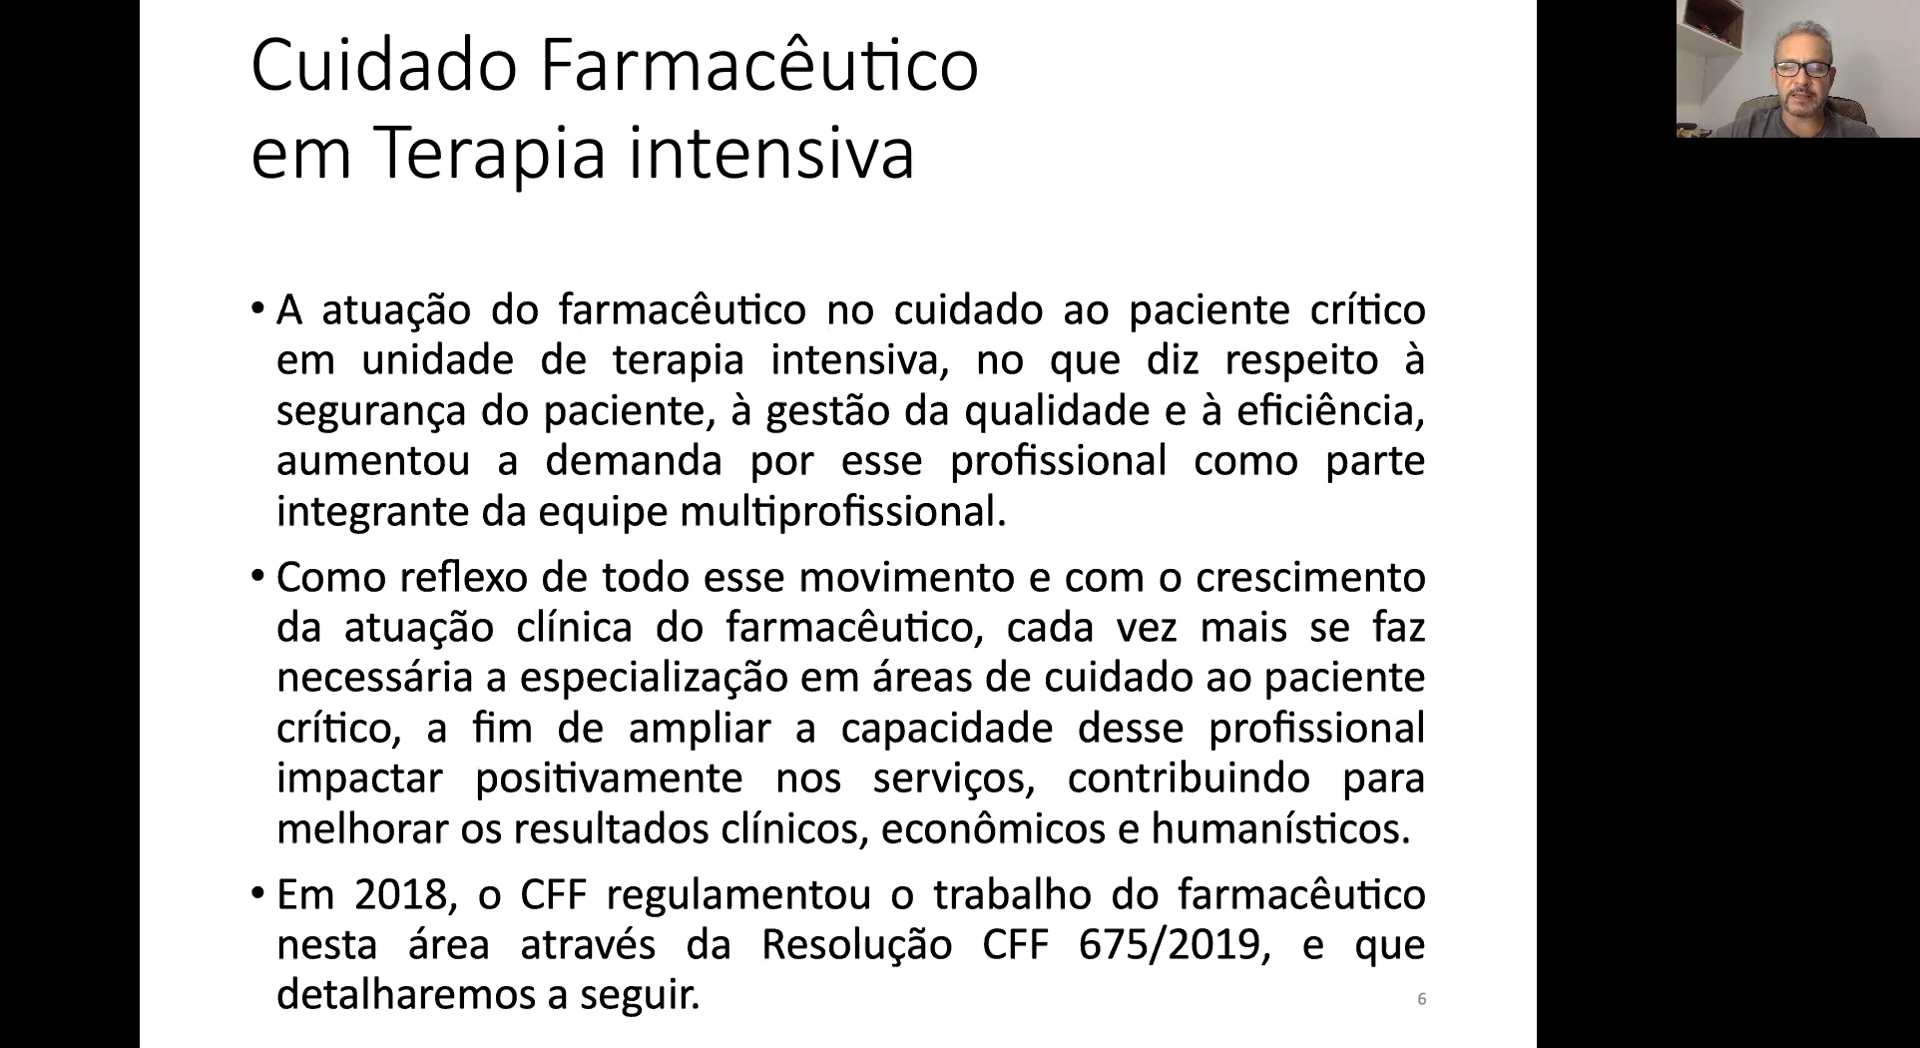 Cuidado Farmacêutico
em Terapia intensiva
• A atuação do farmacêutico no cuidado ao paciente crítico
em unidade de terapia intensiva, no que diz respeito à
segurança do paciente, à gestão da qualidade e à eficiência,
aumentou a demanda por esse profissional como parte
integrante da equipe multiprofissional.
• Como reflexo de todo esse movimento e com o crescimento
da atuação clínica do farmacêutico, cada vez mais se faz
necessária a especialização em áreas de cuidado ao paciente
crítico, a fim de ampliar a capacidade desse profissional
impactar positivamente nos serviços, contribuindo para
melhorar os resultados clínicos, econômicos e humanísticos.
• Em 2018, o CFF regulamentou o trabalho do farmacêutico
nesta área através da Resolução CFF 675/2019, e que
detalharemos a seguir.
6